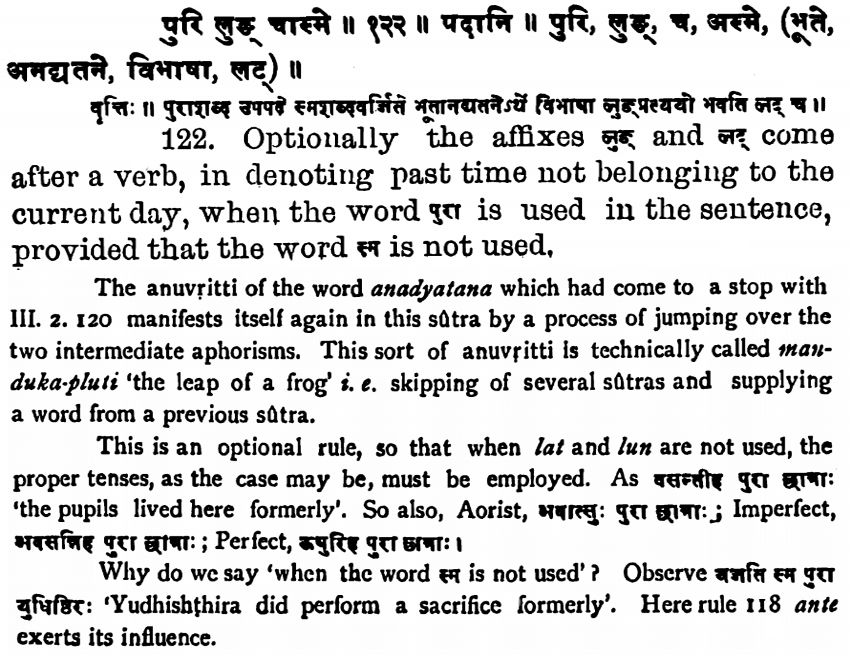 पुरि लुङ् चास्मे ॥ १२२ ॥ पदानि ॥ पुरि, लुङ्, च, अस्मे, (भूते,
अनद्यतने, विभाषा, लट्) ॥
वृत्तिः ॥ पुराशब्द उपपदे स्मशब्दवर्जिते भूतानद्यतनेऽर्थे विभाषा लुङ्प्रत्ययो भवति लट् च ॥
122. Optionally the affixes लुङ् and लट् come
after a verb, in denoting past time not belonging to the
current day, when the word पुरा is used in the sentence,
provided that the word स्म is not used.
The anuvṛitti of the word anadyatana which had come to a stop with
III. 2. 120 manifests itself again in this sûtra by a process of jumping over the
two intermediate aphorisms. This sort of anuvṛitti is technically called man-
duka-pluti 'the leap of a frog' i. e. skipping of several sûtras and supplying
a word from a previous sûtra.
This is an optional rule, so that when lat and lun are not used, the
proper tenses, as the case may be, must be employed. As वसन्तीह पुरा छात्राः
'the pupils lived here formerly'. So also, Aorist, अवात्सुः पुरा छात्राः; Imperfect,
अवसन्निह पुरा छात्राः; Perfect, ऊषुरिह पुरा छात्राः।
Why do we say 'when the word स्म is not used'? Observe यजति स्म पुरा
युधिष्ठिरः 'Yudhishṭhira did perform a sacrifice formerly'. Here rule 118 ante
exerts its influence.